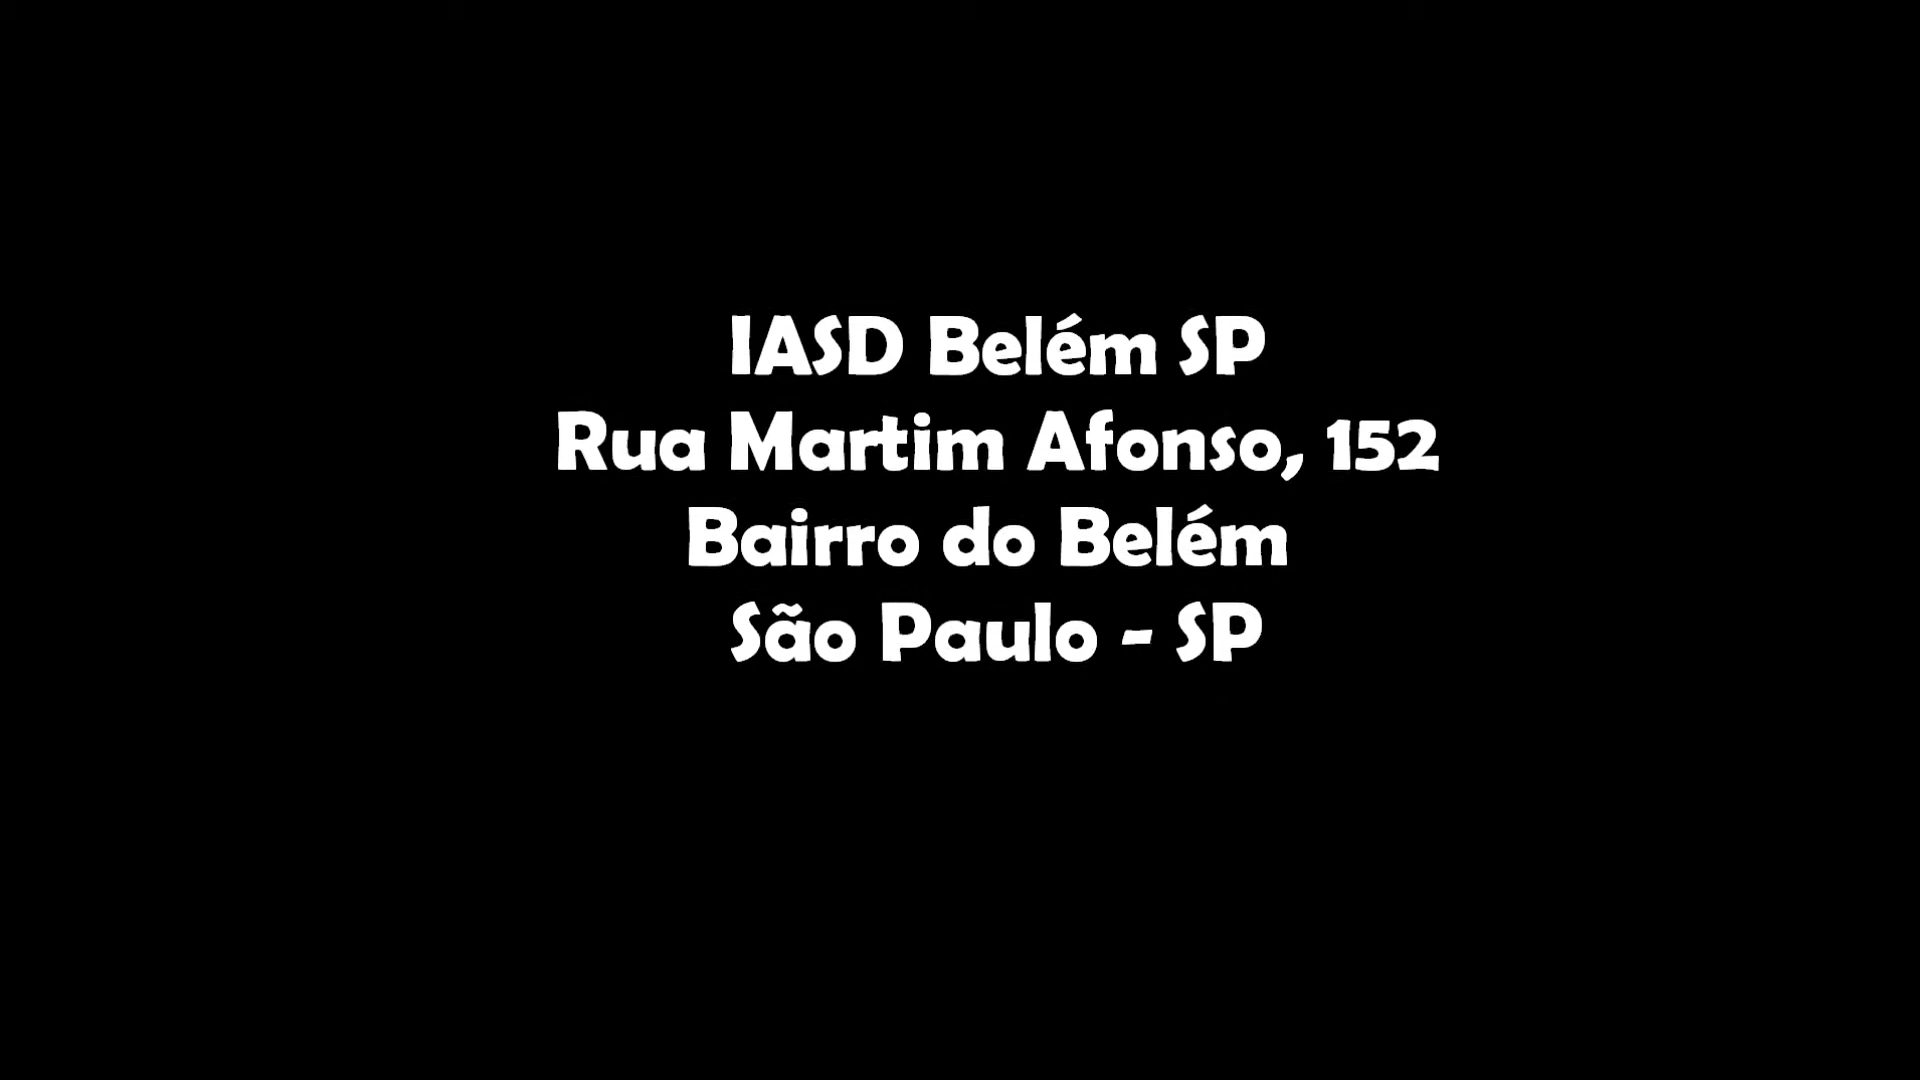 IASD Belém SP
Rua Martim Afonso, 152
Bairro do Belém
São Paulo - SP